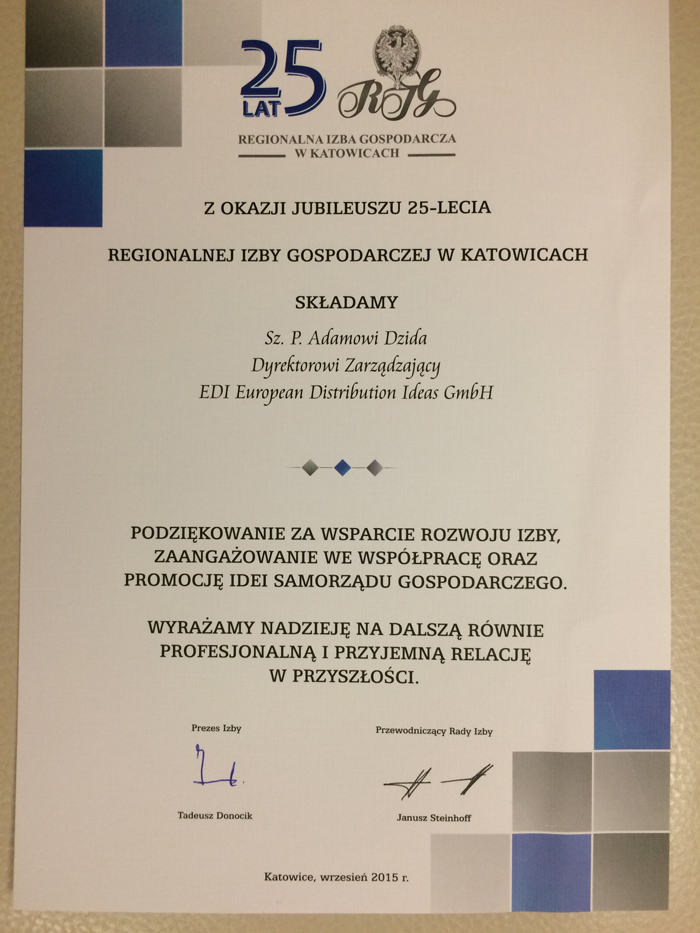 25
LAT
RIG
REGIONALNA IZBA GOSPODARCZA
W KATOWICACH
Z OKAZJI JUBILEUSZU 25-LECIA
REGIONALNEJ IZBY GOSPODARCZEJ W KATOWICACH
SKŁADAMY
Sz. P. Adamowi Dzida
Dyrektorowi Zarządzający
EDI European Distribution Ideas GmbH
PODZIĘKOWANIE ZA WSPARCIE ROZWOJU IZBY,
ZAANGAŻOWANIE WE WSPÓŁPRACĘ ORAZ
PROMOCJĘ IDEI SAMORZĄDU GOSPODARCZEGO.
WYRAŻAMY NADZIEJĘ NA DALSZĄ RÓWNIE
PROFESJONALNĄ I PRZYJEMNĄ RELACJĘ
W PRZYSZŁOŚCI.
Prezes Izby
Tadeusz Donocik
Przewodniczący Rady Izby
Janusz Steinhoff
Katowice, wrzesień 2015 r.